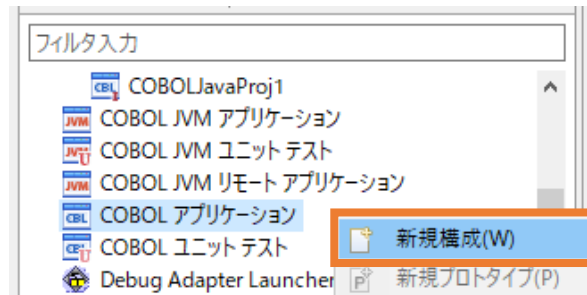 フィルタ入力
COBOLJavaProj1
COBOL JVM アプリケーション
COBOL JVM ユニット テスト
COBOL JVM リモート アプリケーション
COBOL アプリケーション
新規構成(W)
COBOL ユニット テスト
Debug Adapter Launcher
新規プロトタイプ(P)